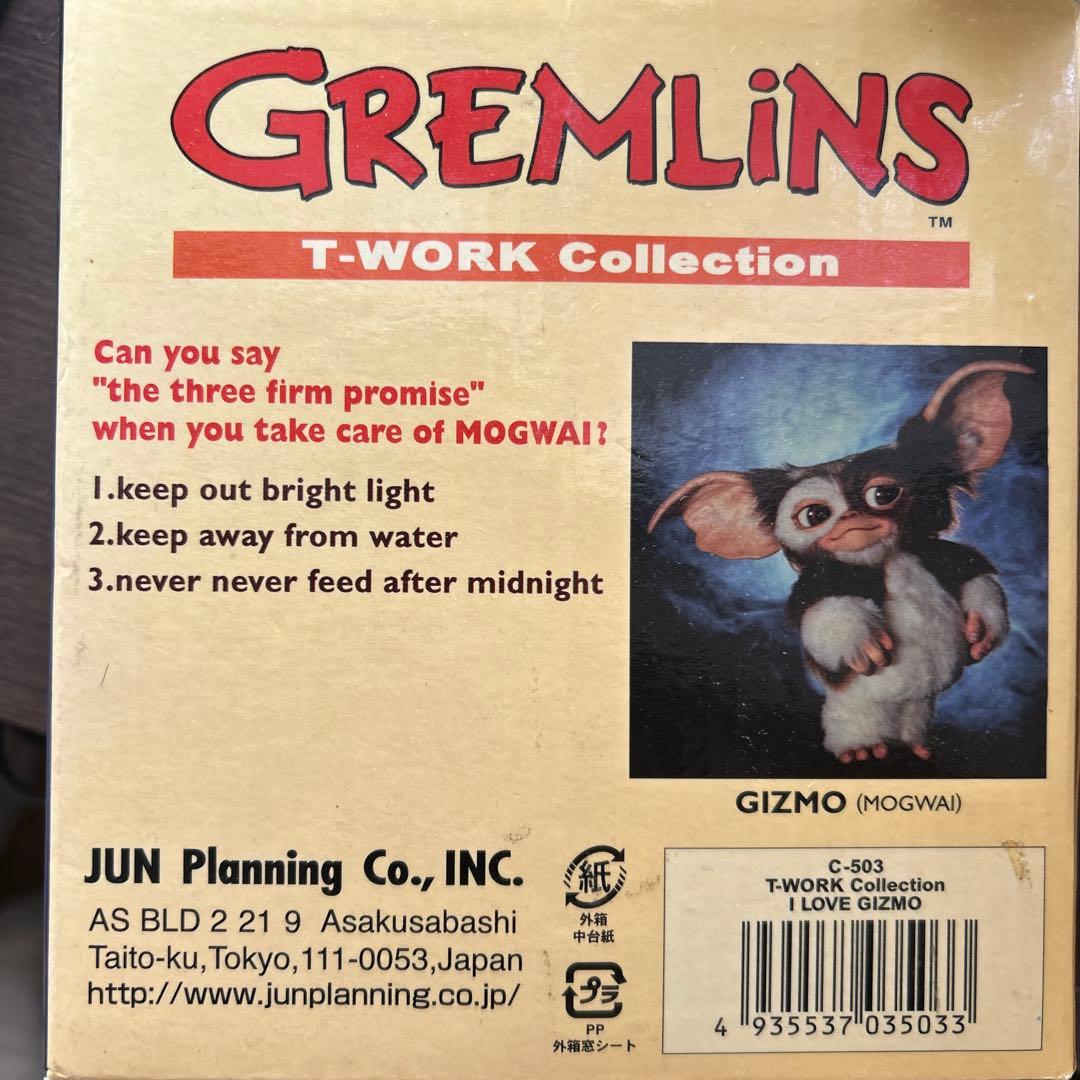 GREMLiNS
TM
T-WORK Collection
Can you say
"the three firm promise"
when you take care of MOGWAI?
1.keep out bright light
2.keep away from water
3.never never feed after midnight
GIZMO (MOGWAI)
JUN Planning Co., INC.
AS BLD 2 21 9 Asakusabashi
Taito-ku,Tokyo,111-0053,Japan
http://www.junplanning.co.jp/
紙
外箱
中台紙
プラ
PP
外箱窓シート
C-503
T-WORK Collection
I LOVE GIZMO
4 935537 035033